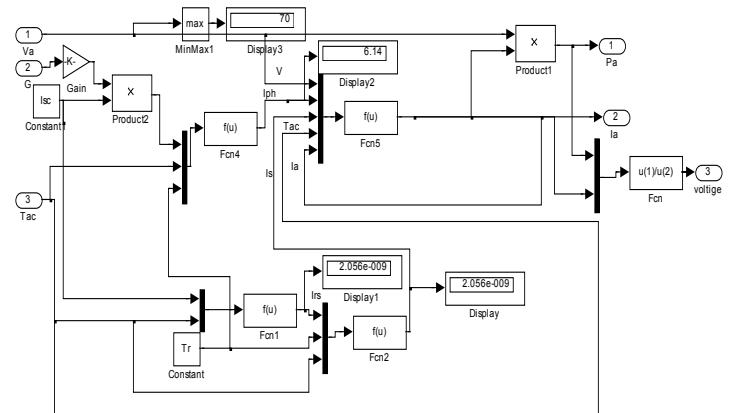 1
Va
2
G
-K-
Gain
Isc
Constant1
X
Product2
max
MinMax1
70
Display3
6.14
Display2
V
Iph
f(u)
Fcn4
Tac
Is
Ia
f(u)
Fcn5
X
Product1
1
Pa
2
Ia
u(1)/u(2)
Fcn
3
voltige
3
Tac
2.056e-009
Display1
2.056e-009
Display
f(u)
Fcn1
Irs
f(u)
Fcn2
Tr
Constant